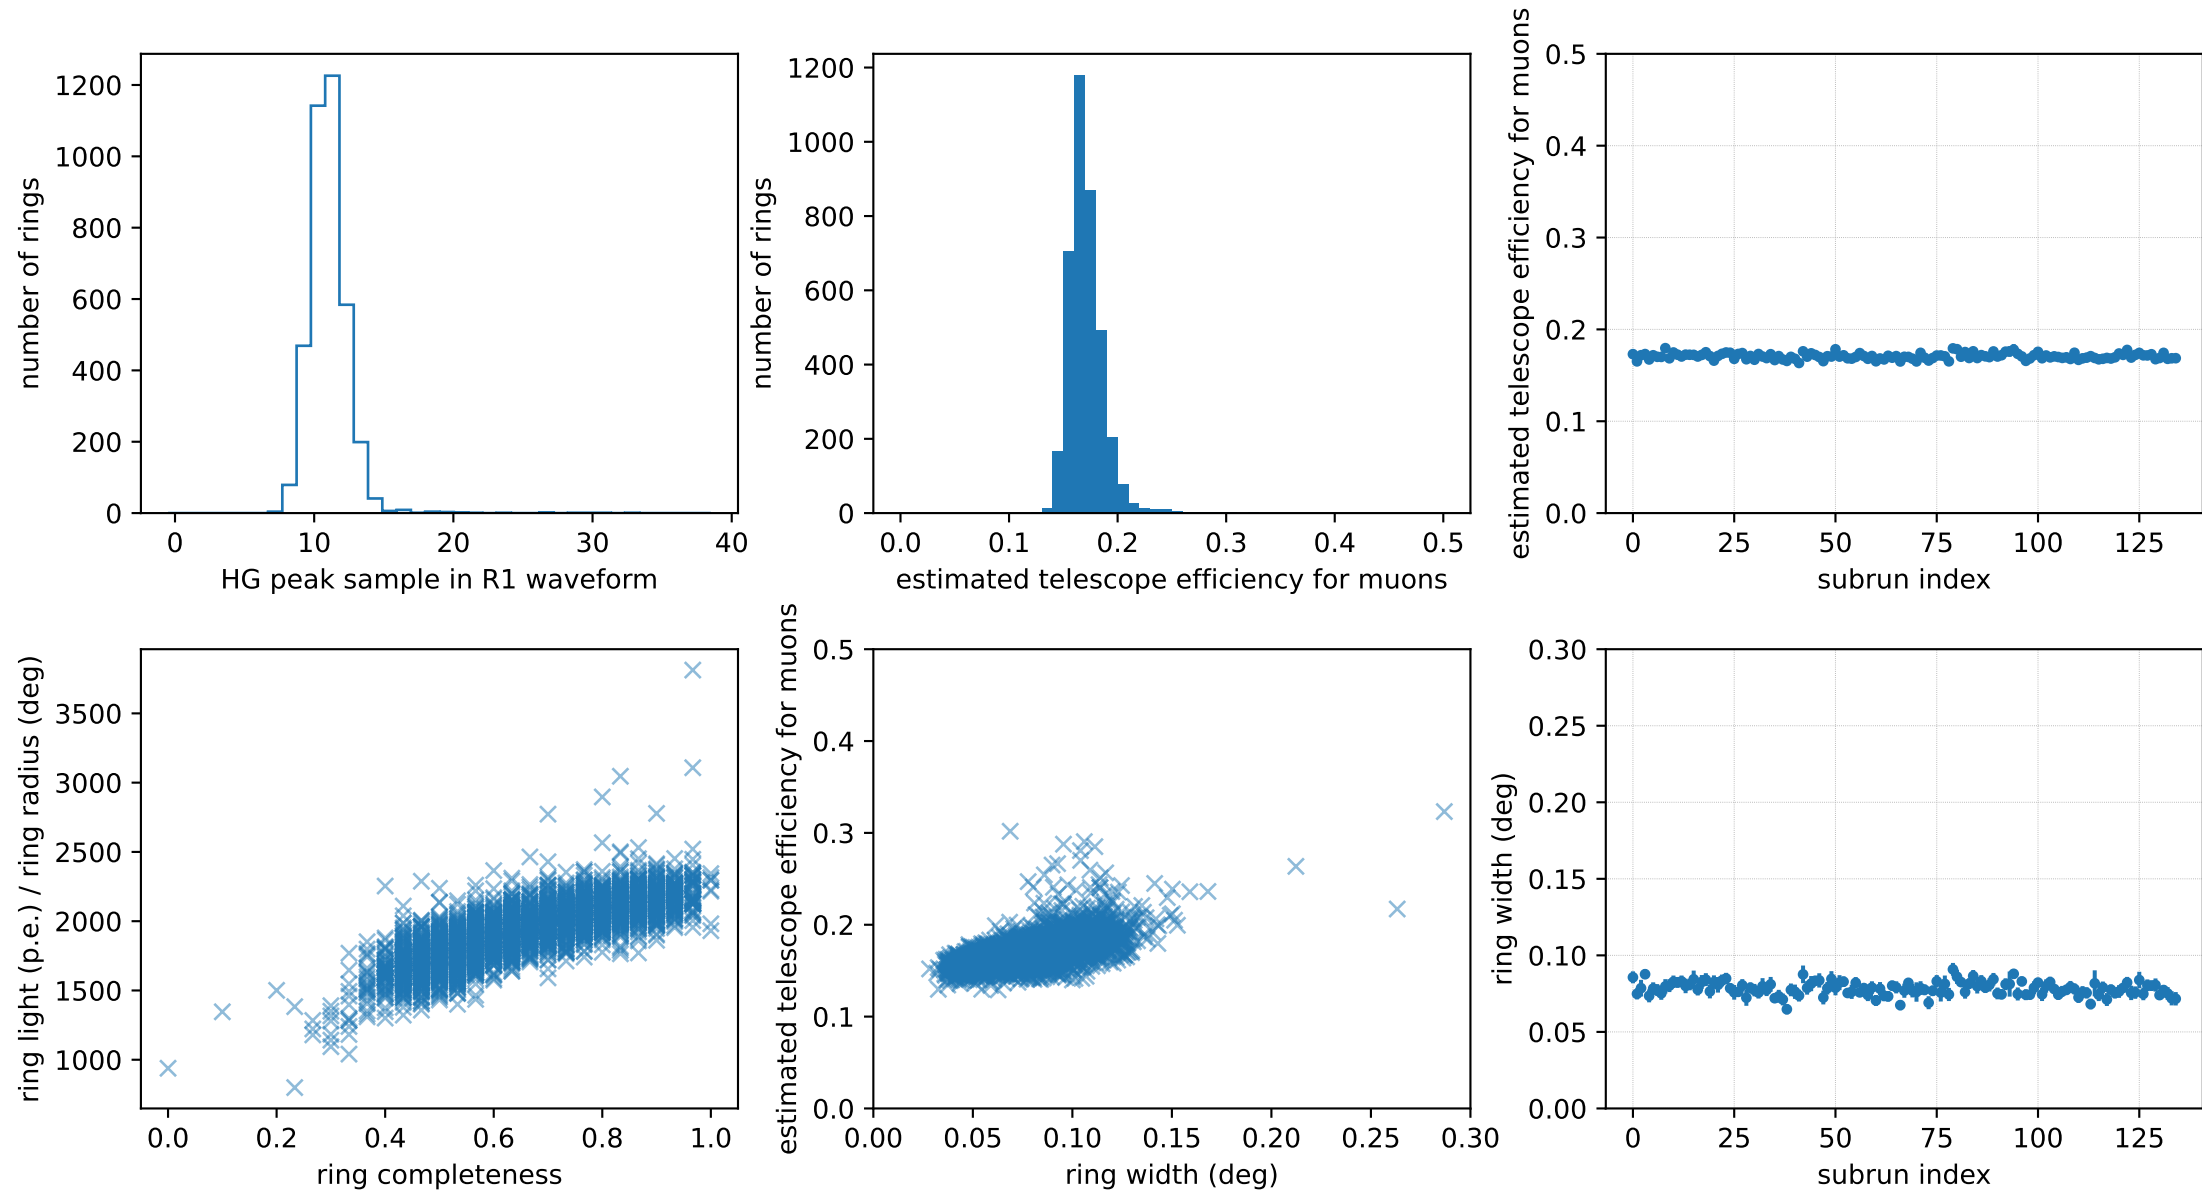 number of rings
1200
1000
800
600
400
200
0
0 10 20 30 40
HG peak sample in R1 waveform
number of rings
1200
1000
800
600
400
200
0
0.0 0.1 0.2 0.3 0.4 0.5
estimated telescope efficiency for muons
estimated telescope efficiency for muons
0.5
0.4
0.3
0.2
0.1
0.0
0 25 50 75 100 125
subrun index
ring light (p.e.) / ring radius (deg)
3500
3000
2500
2000
1500
1000
0.0 0.2 0.4 0.6 0.8 1.0
ring completeness
estimated telescope efficiency for muons
0.5
0.4
0.3
0.2
0.1
0.0
0.00 0.05 0.10 0.15 0.20 0.25 0.30
ring width (deg)
ring width (deg)
0.30
0.25
0.20
0.15
0.10
0.05
0.00
0 25 50 75 100 125
subrun index